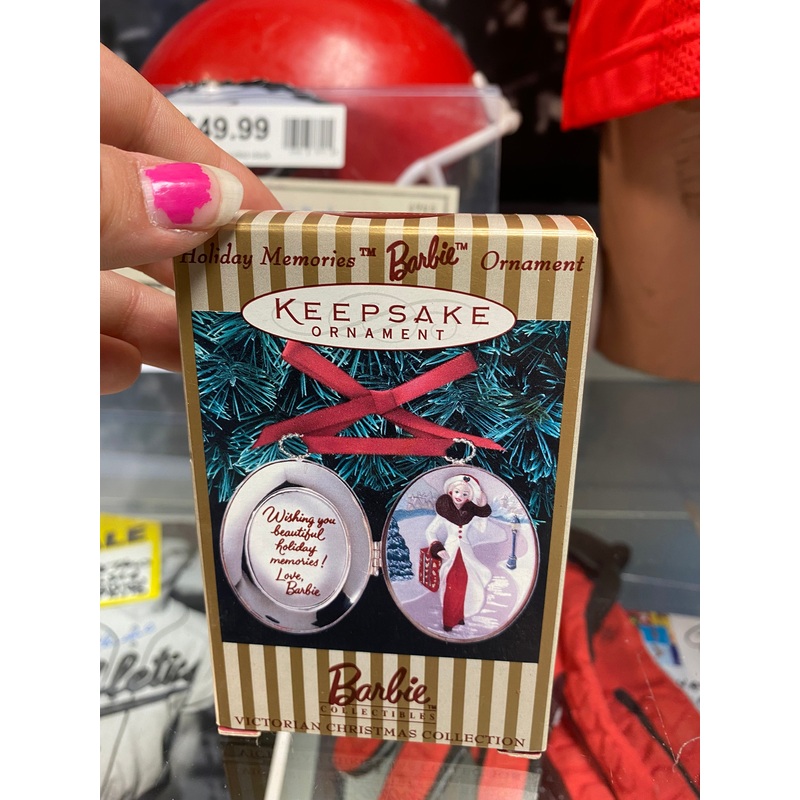 49.99
Holiday Memories™ Barbie™ Ornament
KEEPSAKE
ORNAMENT
Wishing you
beautiful
holiday
memories!
Love,
Barbie
Barbie™
COLLECTIBLES
VICTORIAN CHRISTMAS COLLECTION